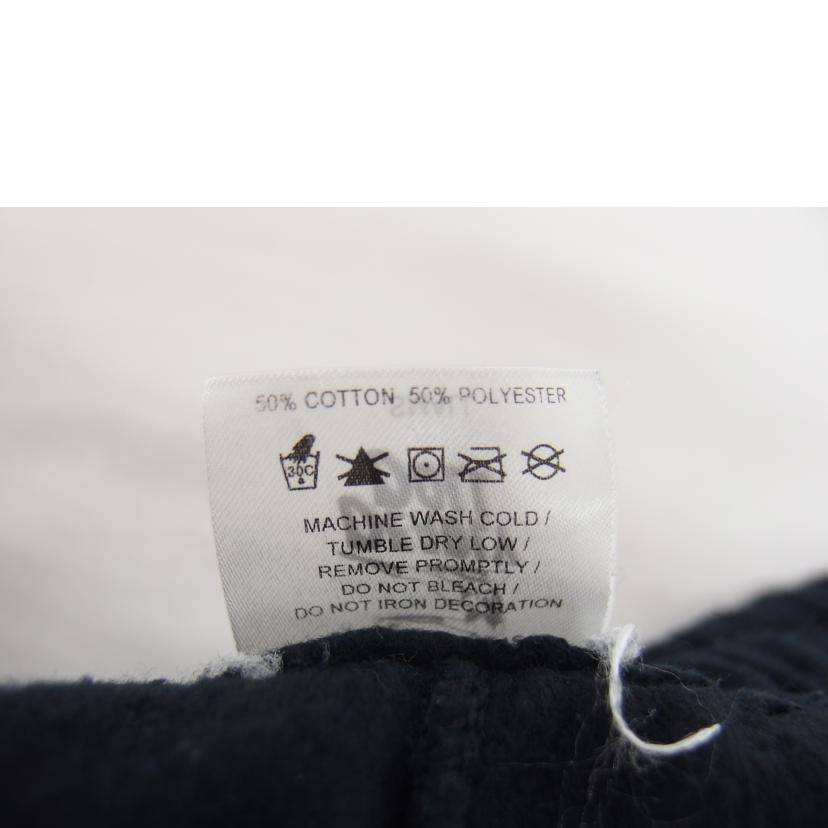 50% COTTON 50% POLYESTER
30C
MACHINE WASH COLD /
TUMBLE DRY LOW /
REMOVE PROMPTLY /
DO NOT BLEACH /
DO NOT IRON DECORATION